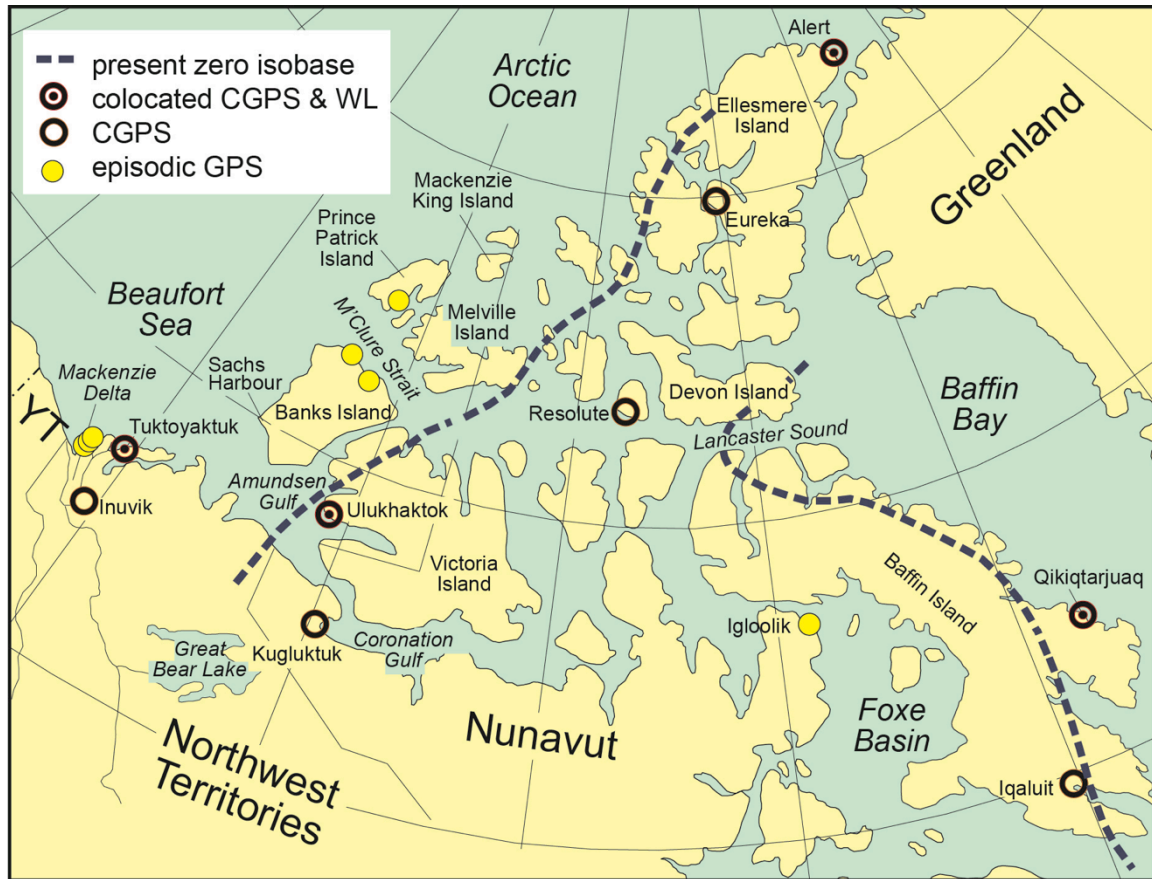 present zero isobase
colocated CGPS & WL
CGPS
episodic GPS
Alert
Arctic
Ocean
Ellesmere
Island
Greenland
Mackenzie
King Island
Prince
Patrick
Island
Eureka
Beaufort
Sea
M'Clure Strait
Melville
Island
Sachs
Harbour
Mackenzie
Delta
YT
Tuktoyaktuk
Banks Island
Resolute
Devon Island
Baffin
Bay
Lancaster Sound
Inuvik
Amundsen
Gulf
Ulukhaktok
Victoria
Island
Baffin Island
Qikiqtarjuaq
Igloolik
Kugluktuk
Coronation
Gulf
Great
Bear Lake
Nunavut
Foxe
Basin
Northwest
Territories
Iqaluit